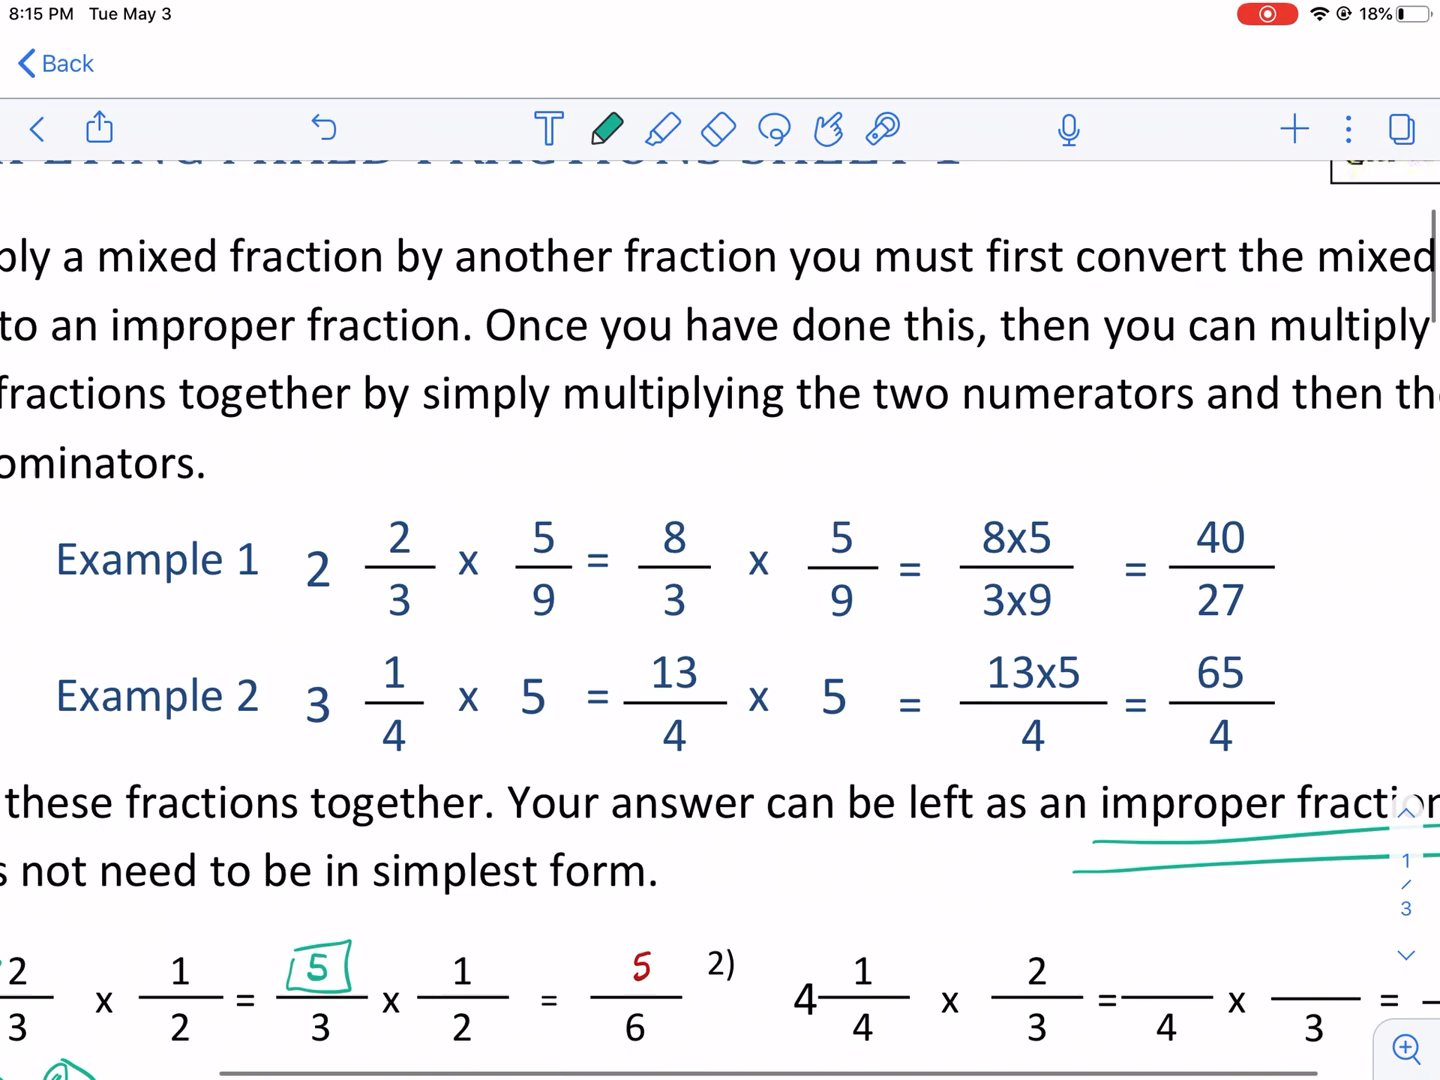 8:15 PM Tue May 3 18%
Back
T
ply a mixed fraction by another fraction you must first convert the mixed
to an improper fraction. Once you have done this, then you can multiply
fractions together by simply multiplying the two numerators and then the
ominators.
Example 1 2 2/3 x 5/9 = 8/3 x 5/9 = 8x5/3x9 = 40/27
Example 2 3 1/4 x 5 = 13/4 x 5 = 13x5/4 = 65/4
these fractions together. Your answer can be left as an improper fraction
s not need to be in simplest form.
1
/
3
2/3 x 1/2 = 5/3 x 1/2 = 5/6 2) 4 1/4 x 2/3 = /4 x /3 =